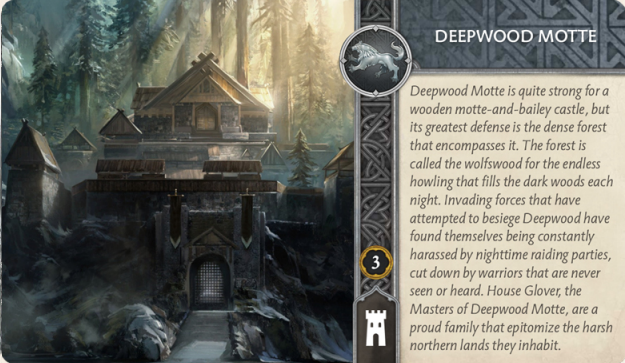 DEEPWOOD MOTTE
Deepwood Motte is quite strong for a
wooden motte-and-bailey castle, but
its greatest defense is the dense forest
that encompasses it. The forest is
called the wolfswood for the endless
howling that fills the dark woods each
night. Invading forces that have
attempted to besiege Deepwood have
found themselves being constantly
harassed by nighttime raiding parties,
cut down by warriors that are never
seen or heard. House Glover, the
Masters of Deepwood Motte, are a
proud family that epitomize the harsh
northern lands they inhabit.
3